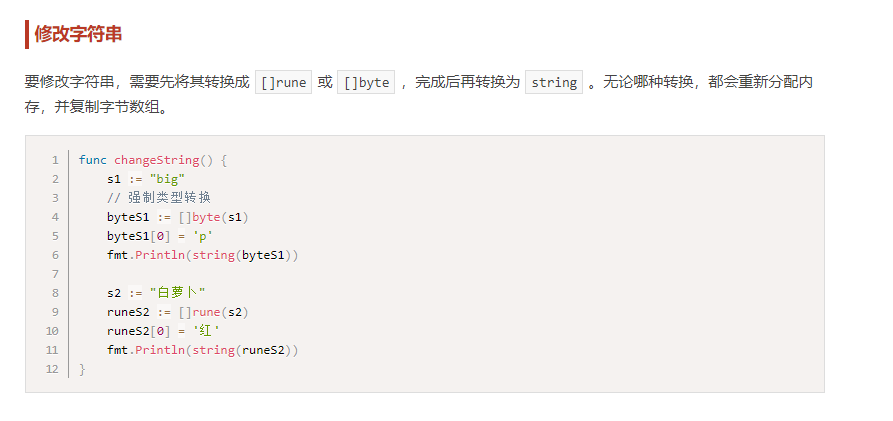 修改字符串
要修改字符串，需要先将其转换成 []rune 或 []byte ，完成后再转换为 string 。无论哪种转换，都会重新分配内
存，并复制字节数组。
1 func changeString() {
2     s1 := "big"
3     // 强制类型转换
4     byteS1 := []byte(s1)
5     byteS1[0] = 'p'
6     fmt.Println(string(byteS1))
7
8     s2 := "白萝卜"
9     runeS2 := []rune(s2)
10     runeS2[0] = '红'
11     fmt.Println(string(runeS2))
12 }